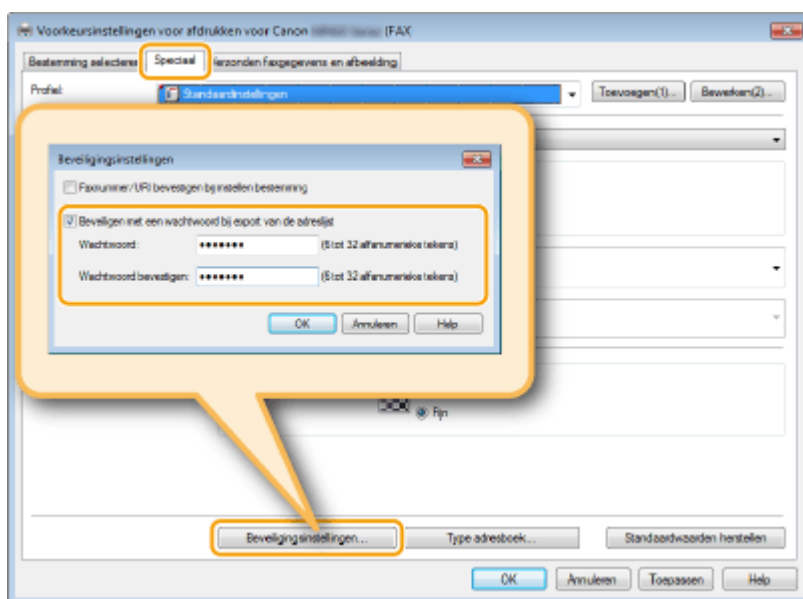 Voorkeursinstellingen voor afdrukken voor Canon (FAX
Bestemming selectere
Speciaal
Verzonden faxgegevens en afbeelding
Profiel:
Standaardinstellingen
Toevoegen(1)...
Bewerken(2)...
Beveiligingsinstellingen
Faxnummer/URI bevestigen bij instellen bestemming
Beveiligen met een wachtwoord bij export van de adreslijst
Wachtwoord: ••••••• (6 tot 32 alfanumerieke tekens)
Wachtwoord bevestigen: ••••••• (6 tot 32 alfanumerieke tekens)
OK
Annuleren
Help
Fijn
Beveiligingsinstellingen...
Type adresboek...
Standaardwaarden herstellen
OK
Annuleren
Toepassen
Help